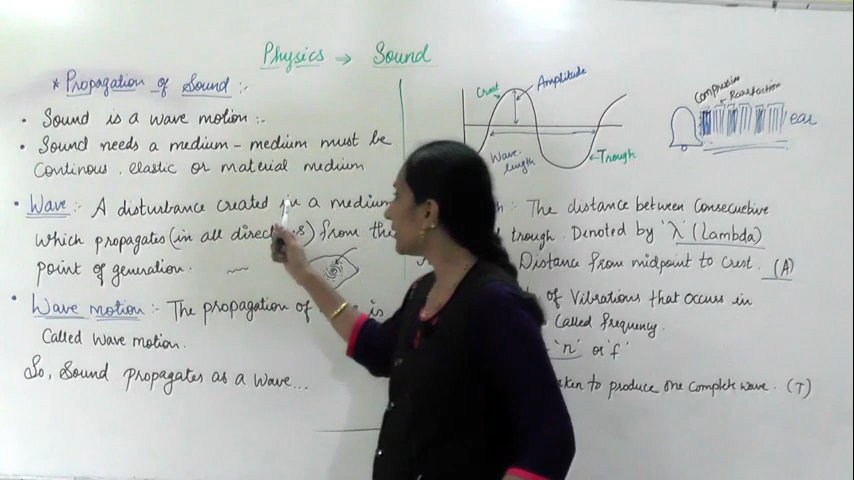 Physics → Sound
* Propagation of Sound :-
• Sound is a wave motion :-
• Sound needs a medium - medium must be
Continous, elastic or material medium
• Wave :- A disturbance created in a medium
which propagates (in all directions) from the
point of generation.
• Wave motion :- The propagation of is
Called Wave motion.
So, Sound propagates as a wave...
Crest
Amplitude
Wave-
length
Trough
Compression
Rarefaction
ear
: The distance between Consecuetive
trough. Denoted by 'λ' (lambda)
Distance from midpoint to Crest. (A)
of Vibrations that occurs in
Called frequency.
'n' or 'f'
to produce one complete wave. (T)